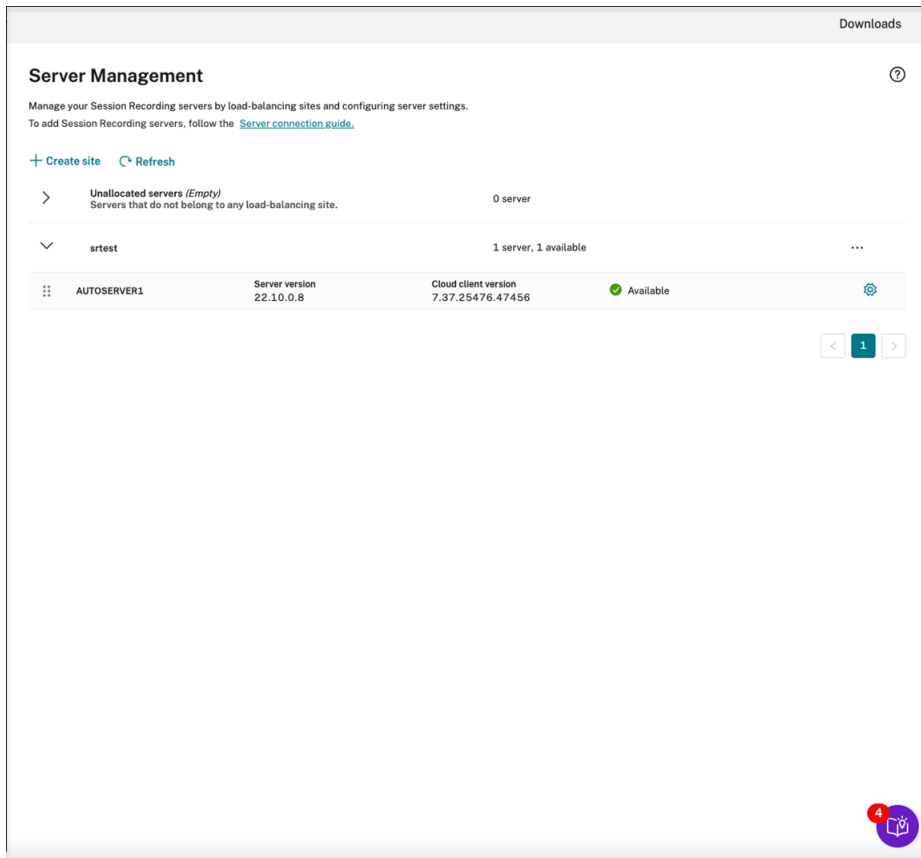 Downloads
Server Management
Manage your Session Recording servers by load-balancing sites and configuring server settings.
To add Session Recording servers, follow the Server connection guide.
Create site Refresh
Unallocated servers (Empty)
Servers that do not belong to any load-balancing site.
0 server
srtest
1 server, 1 available
...
AUTOSERVER1
Server version
22.10.0.8
Cloud client version
7.37.25476.47456
Available
< 1 >
4